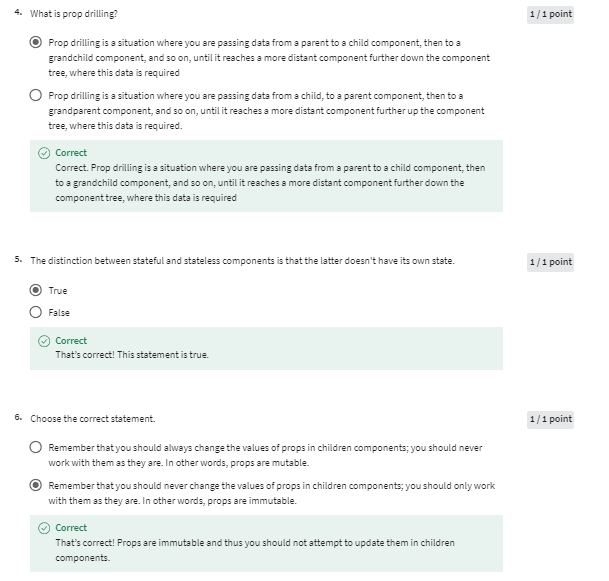 4. What is prop drilling?
1 / 1 point
Prop drilling is a situation where you are passing data from a parent to a child component, then to a
grandchild component, and so on, until it reaches a more distant component further down the component
tree, where this data is required
Prop drilling is a situation where you are passing data from a child, to a parent component, then to a
grandparent component, and so on, until it reaches a more distant component further up the component
tree, where this data is required.
Correct
Correct. Prop drilling is a situation where you are passing data from a parent to a child component, then
to a grandchild component, and so on, until it reaches a more distant component further down the
component tree, where this data is required
5. The distinction between stateful and stateless components is that the latter doesn't have its own state.
1 / 1 point
True
False
Correct
That's correct! This statement is true.
6. Choose the correct statement.
1 / 1 point
Remember that you should always change the values of props in children components; you should never
work with them as they are. In other words, props are mutable.
Remember that you should never change the values of props in children components; you should only work
with them as they are. In other words, props are immutable.
Correct
That's correct! Props are immutable and thus you should not attempt to update them in children
components.